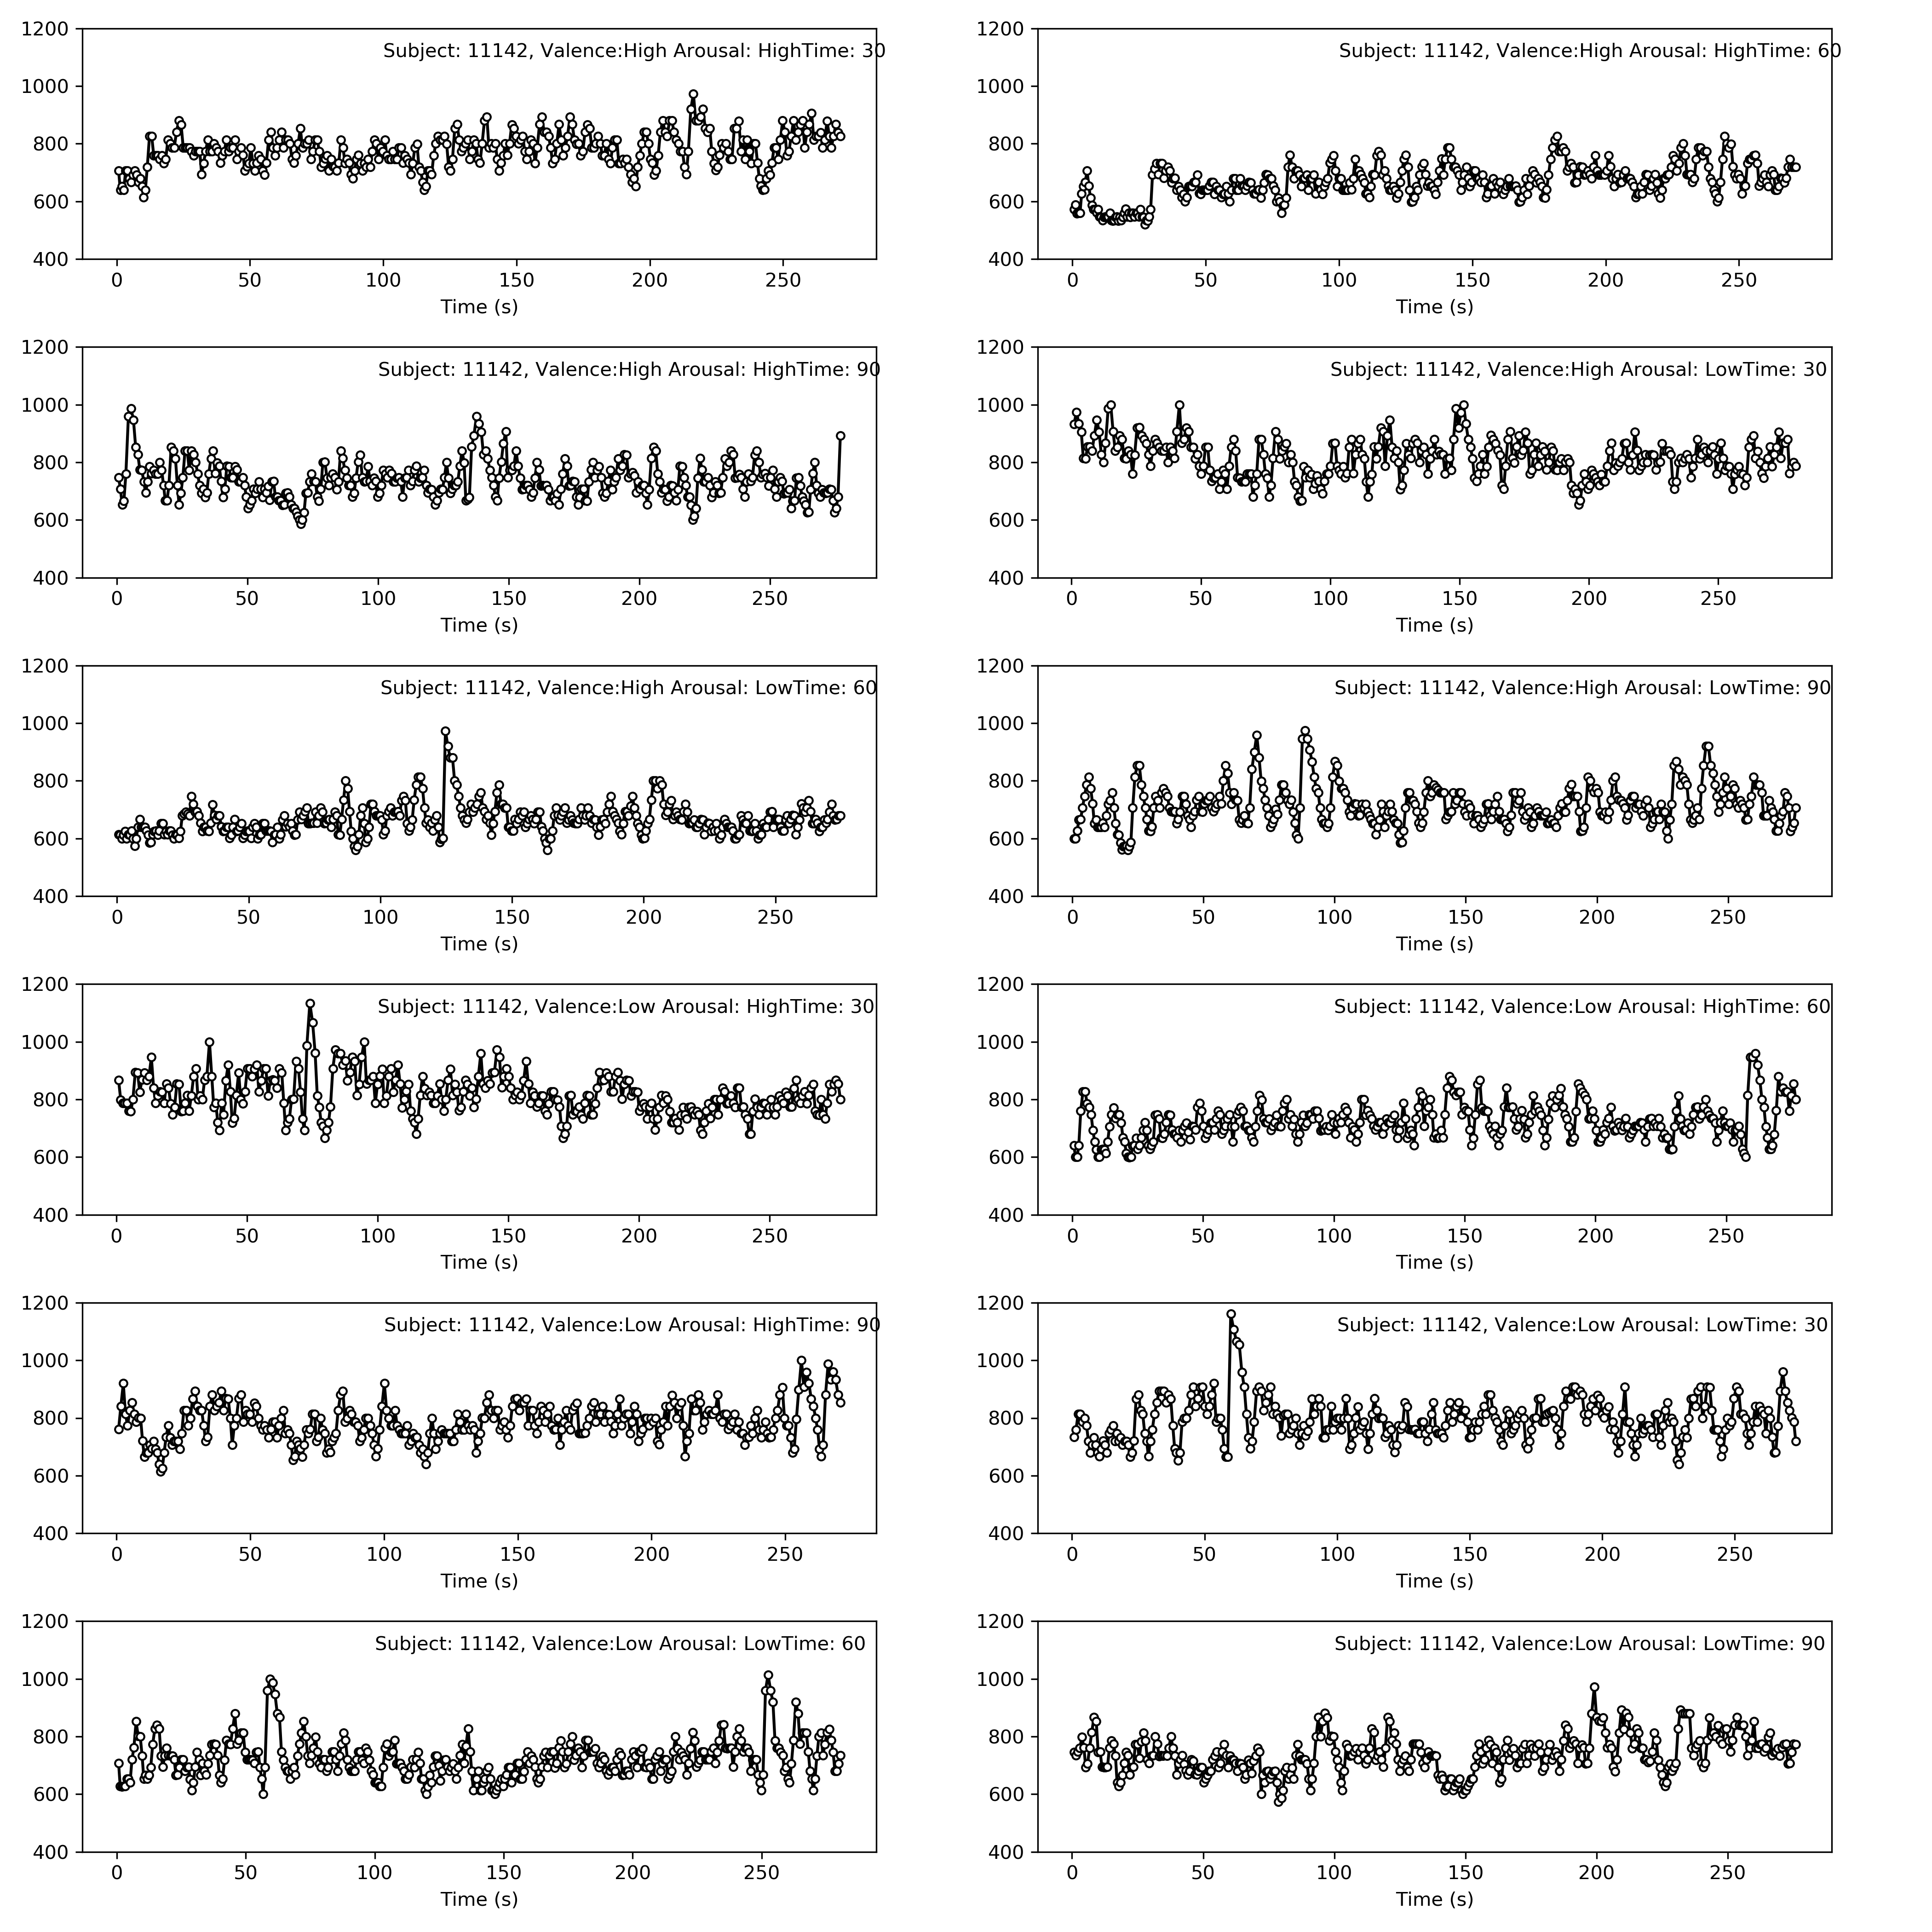 Subject: 11142, Valence:High Arousal: HighTime: 30
1200
1000
800
600
400
0 50 100 150 200 250
Time (s)
Subject: 11142, Valence:High Arousal: HighTime: 60
1200
1000
800
600
400
0 50 100 150 200 250
Time (s)
Subject: 11142, Valence:High Arousal: HighTime: 90
1200
1000
800
600
400
0 50 100 150 200 250
Time (s)
Subject: 11142, Valence:High Arousal: LowTime: 30
1200
1000
800
600
400
0 50 100 150 200 250
Time (s)
Subject: 11142, Valence:High Arousal: LowTime: 60
1200
1000
800
600
400
0 50 100 150 200 250
Time (s)
Subject: 11142, Valence:High Arousal: LowTime: 90
1200
1000
800
600
400
0 50 100 150 200 250
Time (s)
Subject: 11142, Valence:Low Arousal: HighTime: 30
1200
1000
800
600
400
0 50 100 150 200 250
Time (s)
Subject: 11142, Valence:Low Arousal: HighTime: 60
1200
1000
800
600
400
0 50 100 150 200 250
Time (s)
Subject: 11142, Valence:Low Arousal: HighTime: 90
1200
1000
800
600
400
0 50 100 150 200 250
Time (s)
Subject: 11142, Valence:Low Arousal: LowTime: 30
1200
1000
800
600
400
0 50 100 150 200 250
Time (s)
Subject: 11142, Valence:Low Arousal: LowTime: 60
1200
1000
800
600
400
0 50 100 150 200 250
Time (s)
Subject: 11142, Valence:Low Arousal: LowTime: 90
1200
1000
800
600
400
0 50 100 150 200 250
Time (s)